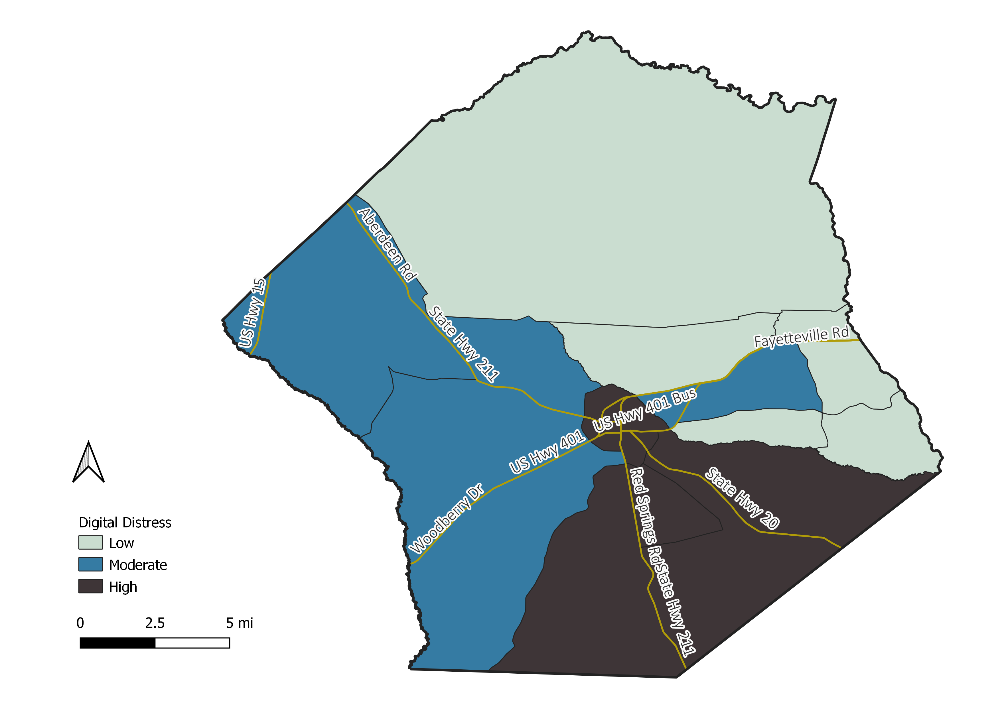 Aberdeen Rd
US Hwy 15
State Hwy 211
Fayetteville Rd
US Hwy 401 Bus
US Hwy 401
Woodberry Dr
Red Springs Rd
State Hwy 20
State Hwy 211
Digital Distress
Low
Moderate
High
0 2.5 5 mi